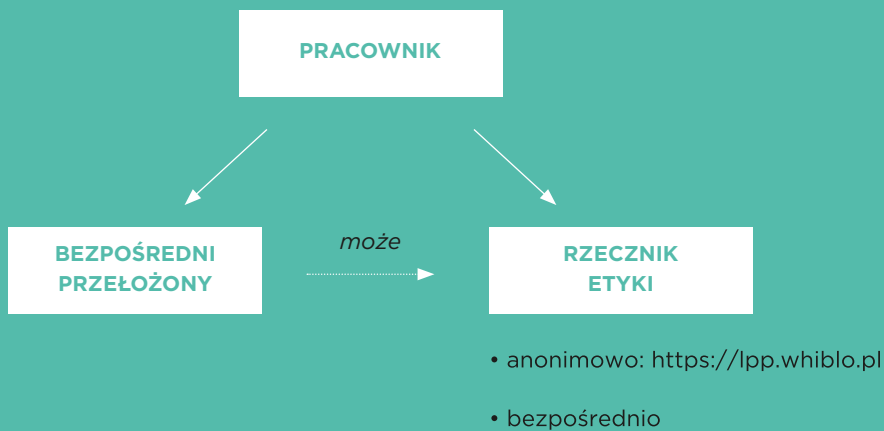 PRACOWNIK
BEZPOŚREDNI
PRZEŁOŻONY
może
RZECZNIK
ETYKI
• anonimowo: https://lpp.whiblo.pl
• bezpośrednio